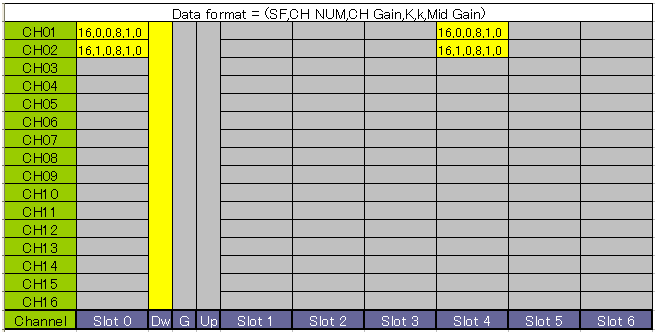 Data format = (SF,CH NUM,CH Gain,K,k,Mid Gain)
CH01 16,0,0,8,1,0 16,0,0,8,1,0
CH02 16,1,0,8,1,0 16,1,0,8,1,0
CH03
CH04
CH05
CH06
CH07
CH08
CH09
CH10
CH11
CH12
CH13
CH14
CH15
CH16
Channel Slot 0 Dw G Up Slot 1 Slot 2 Slot 3 Slot 4 Slot 5 Slot 6